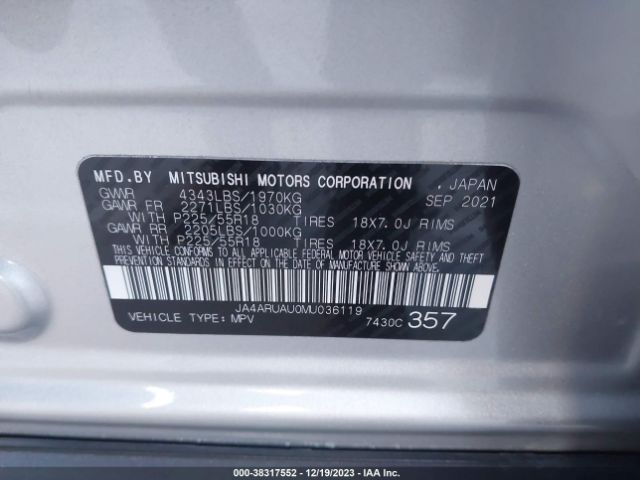 MFD.BY MITSUBISHI MOTORS CORPORATION , JAPAN
GVWR 4343LBS/1970KG SEP 2021
GAWR FR 2271LBS/1030KG
WITH P225/55R18 TIRES 18X7.0J RIMS
GAWR RR 2205LBS/1000KG
WITH P225/55R18 TIRES 18X7.0J RIMS
THIS VEHICLE CONFORMS TO ALL APPLICABLE FEDERAL MOTOR VEHICLE SAFETY AND THEFT
PREVENTION STANDARDS IN EFFECT ON THE DATE OF MANUFACTURE SHOWN ABOVE.
JA4ARUAU0MU036119
VEHICLE TYPE: MPV 7430C 357
000-38317552 - 12/19/2023 - IAAI.CA